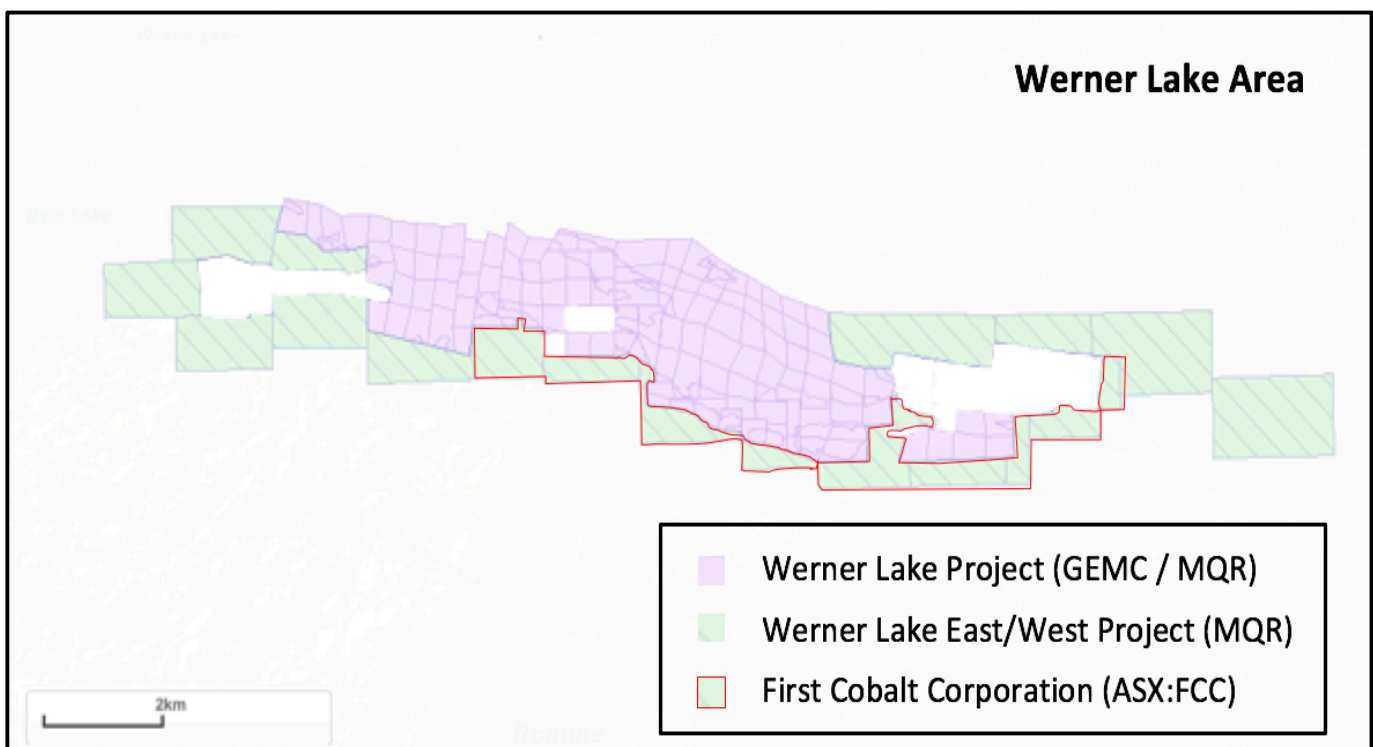 Werner Lake Area
Werner Lake Project (GEMC / MQR)
Werner Lake East/West Project (MQR)
First Cobalt Corporation (ASX:FCC)
2km
Routine